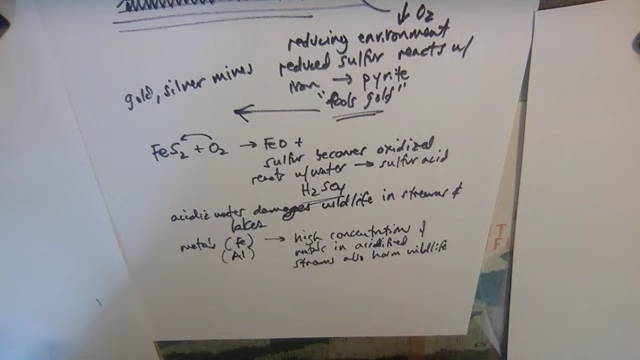 ↓ O2
reducing environment
reduced sulfur reacts w/
iron → pyrite
"fools gold"
gold, silver mines
FeS2 + O2 → FeO +
sulfur becomes oxidized
reacts w/water → sulfur acid
H2SO4
acidic water damages wildlife in streams &
lakes
metals (Fe) → high concentrations of
(Al) metals in acidified
streams also harm wildlife